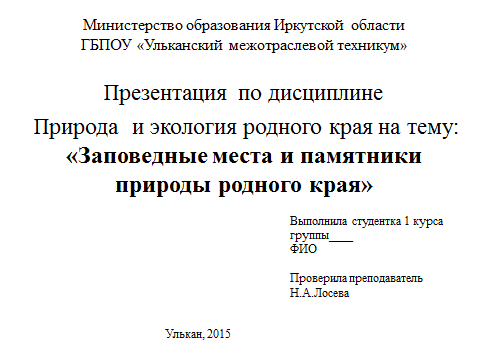 Министерство образования Иркутской области
ГБПОУ «Ульканский межотраслевой техникум»
Презентация по дисциплине
Природа и экология родного края на тему:
«Заповедные места и памятники
природы родного края»
Выполнила студентка 1 курса
группы____
ФИО
Проверила преподаватель
Н.А.Лосева
Улькан, 2015